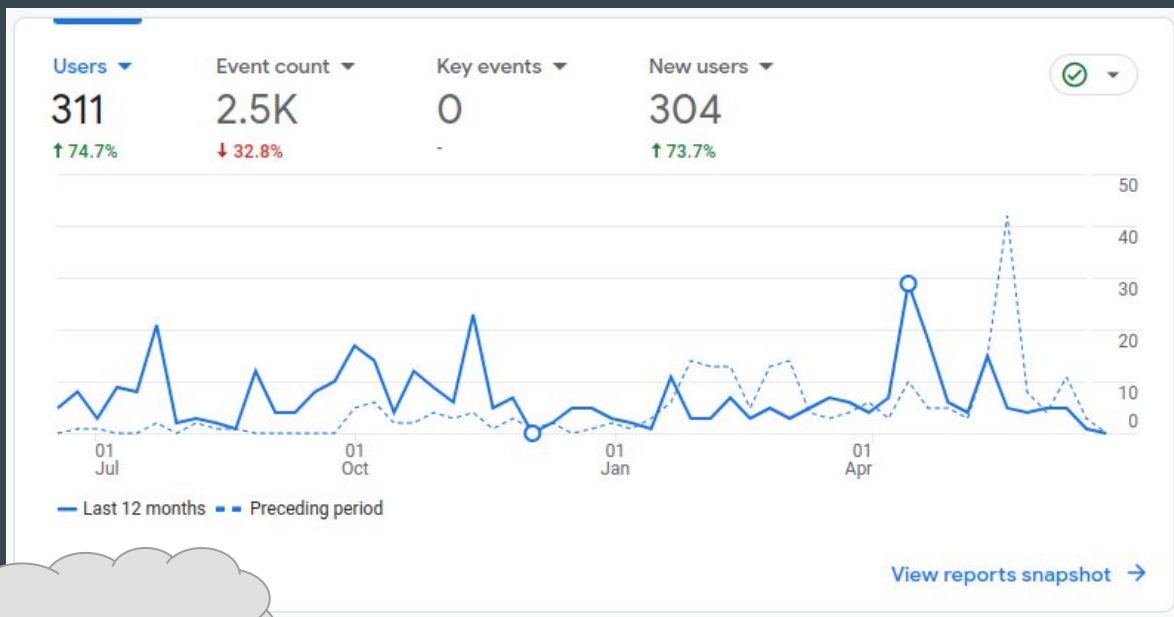 Users Event count Key events New users
311 2.5K 0 304
↑ 74.7% ↓ 32.8% - ↑ 73.7%
50
40
30
20
10
0
01 01 01 01
Jul Oct Jan Apr
Last 12 months Preceding period
View reports snapshot →